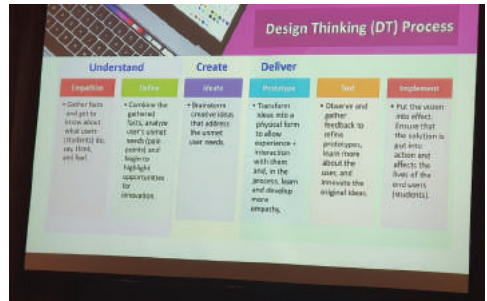 Design Thinking (DT) Process
Understand
Create
Deliver
Empathize
• Gather facts
and get to
know about
what users
(students) do,
say, think,
and feel.
Define
• Combine the
gathered
facts, analyze
user's unmet
needs (pain
points) and
begin to
highlight
opportunities
for
innovation.
Ideate
• Brainstorm
creative ideas
that address
the unmet
user needs.
Prototype
• Transform
ideas into a
physical form
to allow
experience +
interaction
with them
and, in the
process, learn
and develop
more
empathy.
Test
• Observe and
gather
feedback to
refine
prototypes,
learn more
about the
user, and
innovate the
original ideas.
Implement
• Put the vision
into effect.
Ensure that
the solution is
put into
action and
affects the
lives of the
end users
(students).